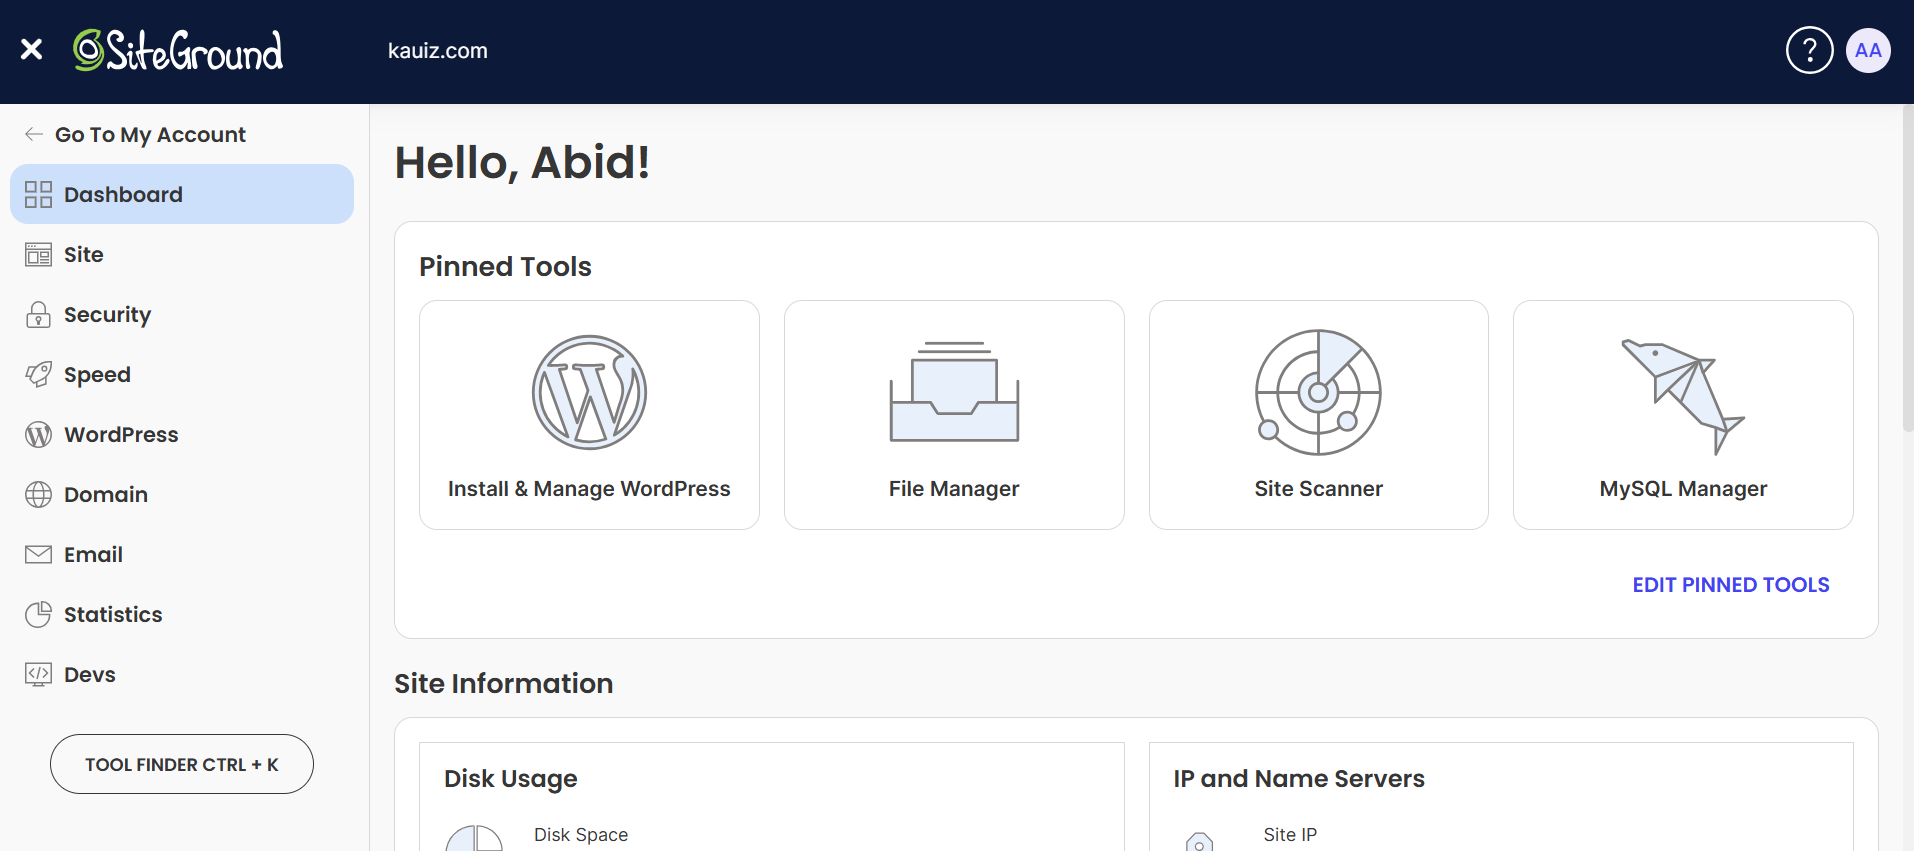 SiteGround
kauiz.com
?
AA
Go To My Account
Dashboard
Site
Security
Speed
WordPress
Domain
Email
Statistics
Devs
TOOL FINDER CTRL + K
Hello, Abid!
Pinned Tools
Install & Manage WordPress
File Manager
Site Scanner
MySQL Manager
EDIT PINNED TOOLS
Site Information
Disk Usage
Disk Space
IP and Name Servers
Site IP